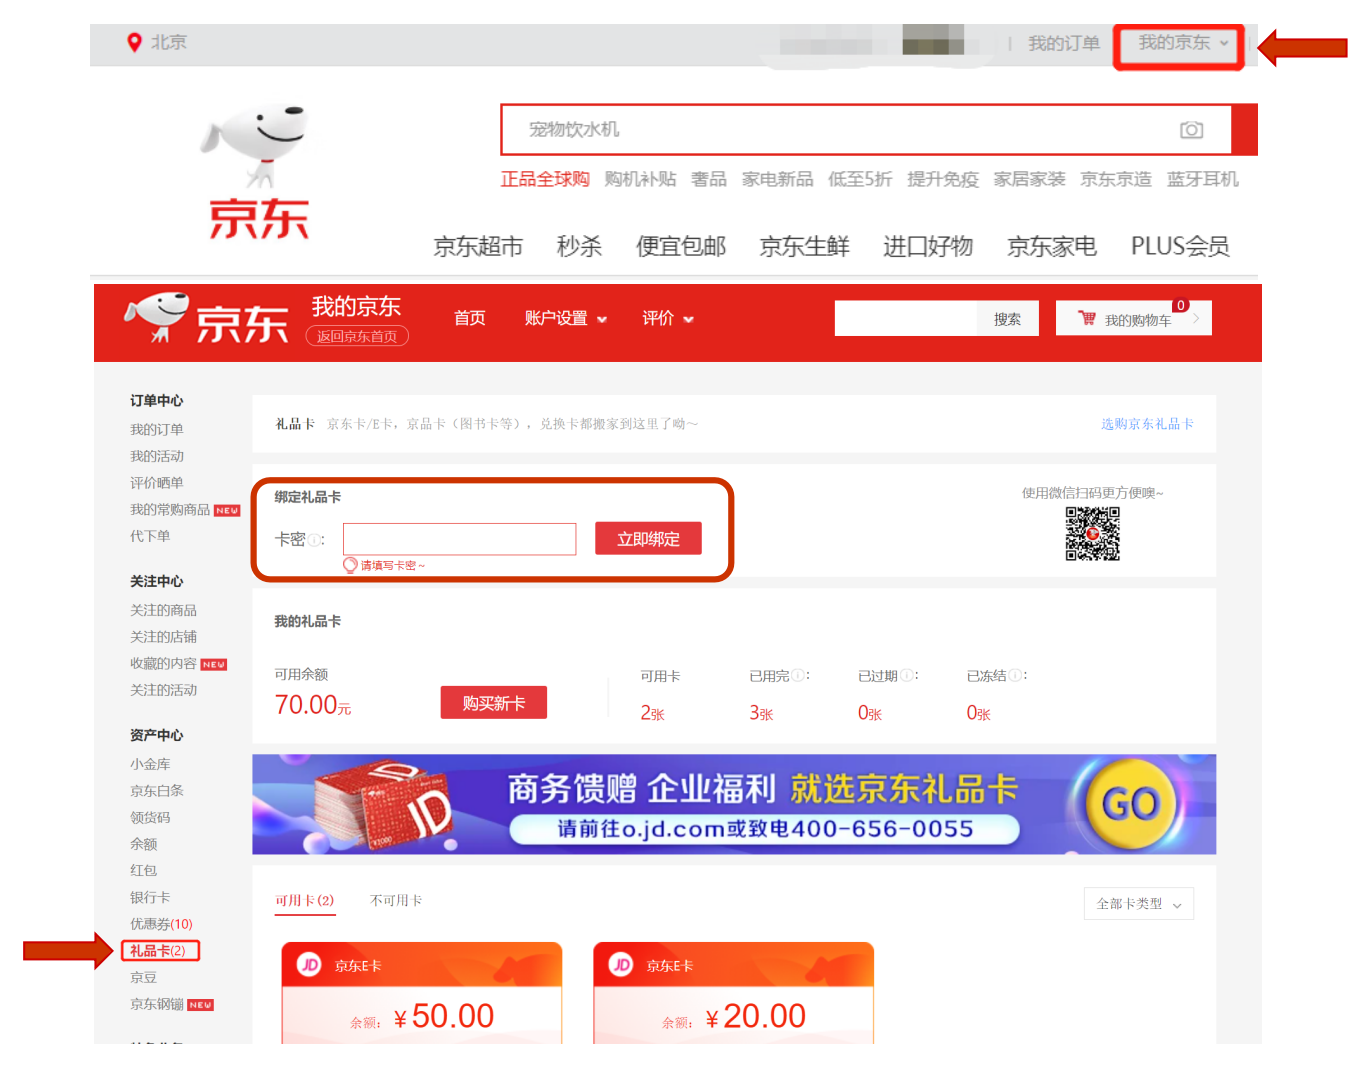 北京
我的订单
我的京东
宠物饮水机
正品全球购 购机补贴 奢品 家电新品 低至5折 提升免疫 家居家装 京东京造 蓝牙耳机
京东
京东超市 秒杀 便宜包邮 京东生鲜 进口好物 京东家电 PLUS会员
京东
我的京东
返回京东首页
首页 账户设置 评价
搜索
我的购物车
0
订单中心
我的订单
我的活动
评价晒单
我的常购商品 NEW
代下单
关注中心
关注的商品
关注的店铺
收藏的内容 NEW
关注的活动
资产中心
小金库
京东白条
领货码
余额
红包
银行卡
优惠券(10)
礼品卡(2)
京豆
京东钢镚 NEW
礼品卡 京东卡/E卡，京品卡（图书卡等），兑换卡都搬家到这里了呦～
选购京东礼品卡
绑定礼品卡
卡密：
立即绑定
请填写卡密～
使用微信扫码更方便噢~
我的礼品卡
可用余额
70.00元
购买新卡
可用卡 已用完： 已过期： 已冻结：
2张 3张 0张 0张
商务馈赠 企业福利 就选京东礼品卡
请前往o.jd.com或致电400-656-0055
GO
JD
可用卡(2) 不可用卡
全部卡类型
JD 京东E卡
余额：￥50.00
JD 京东E卡
余额：￥20.00